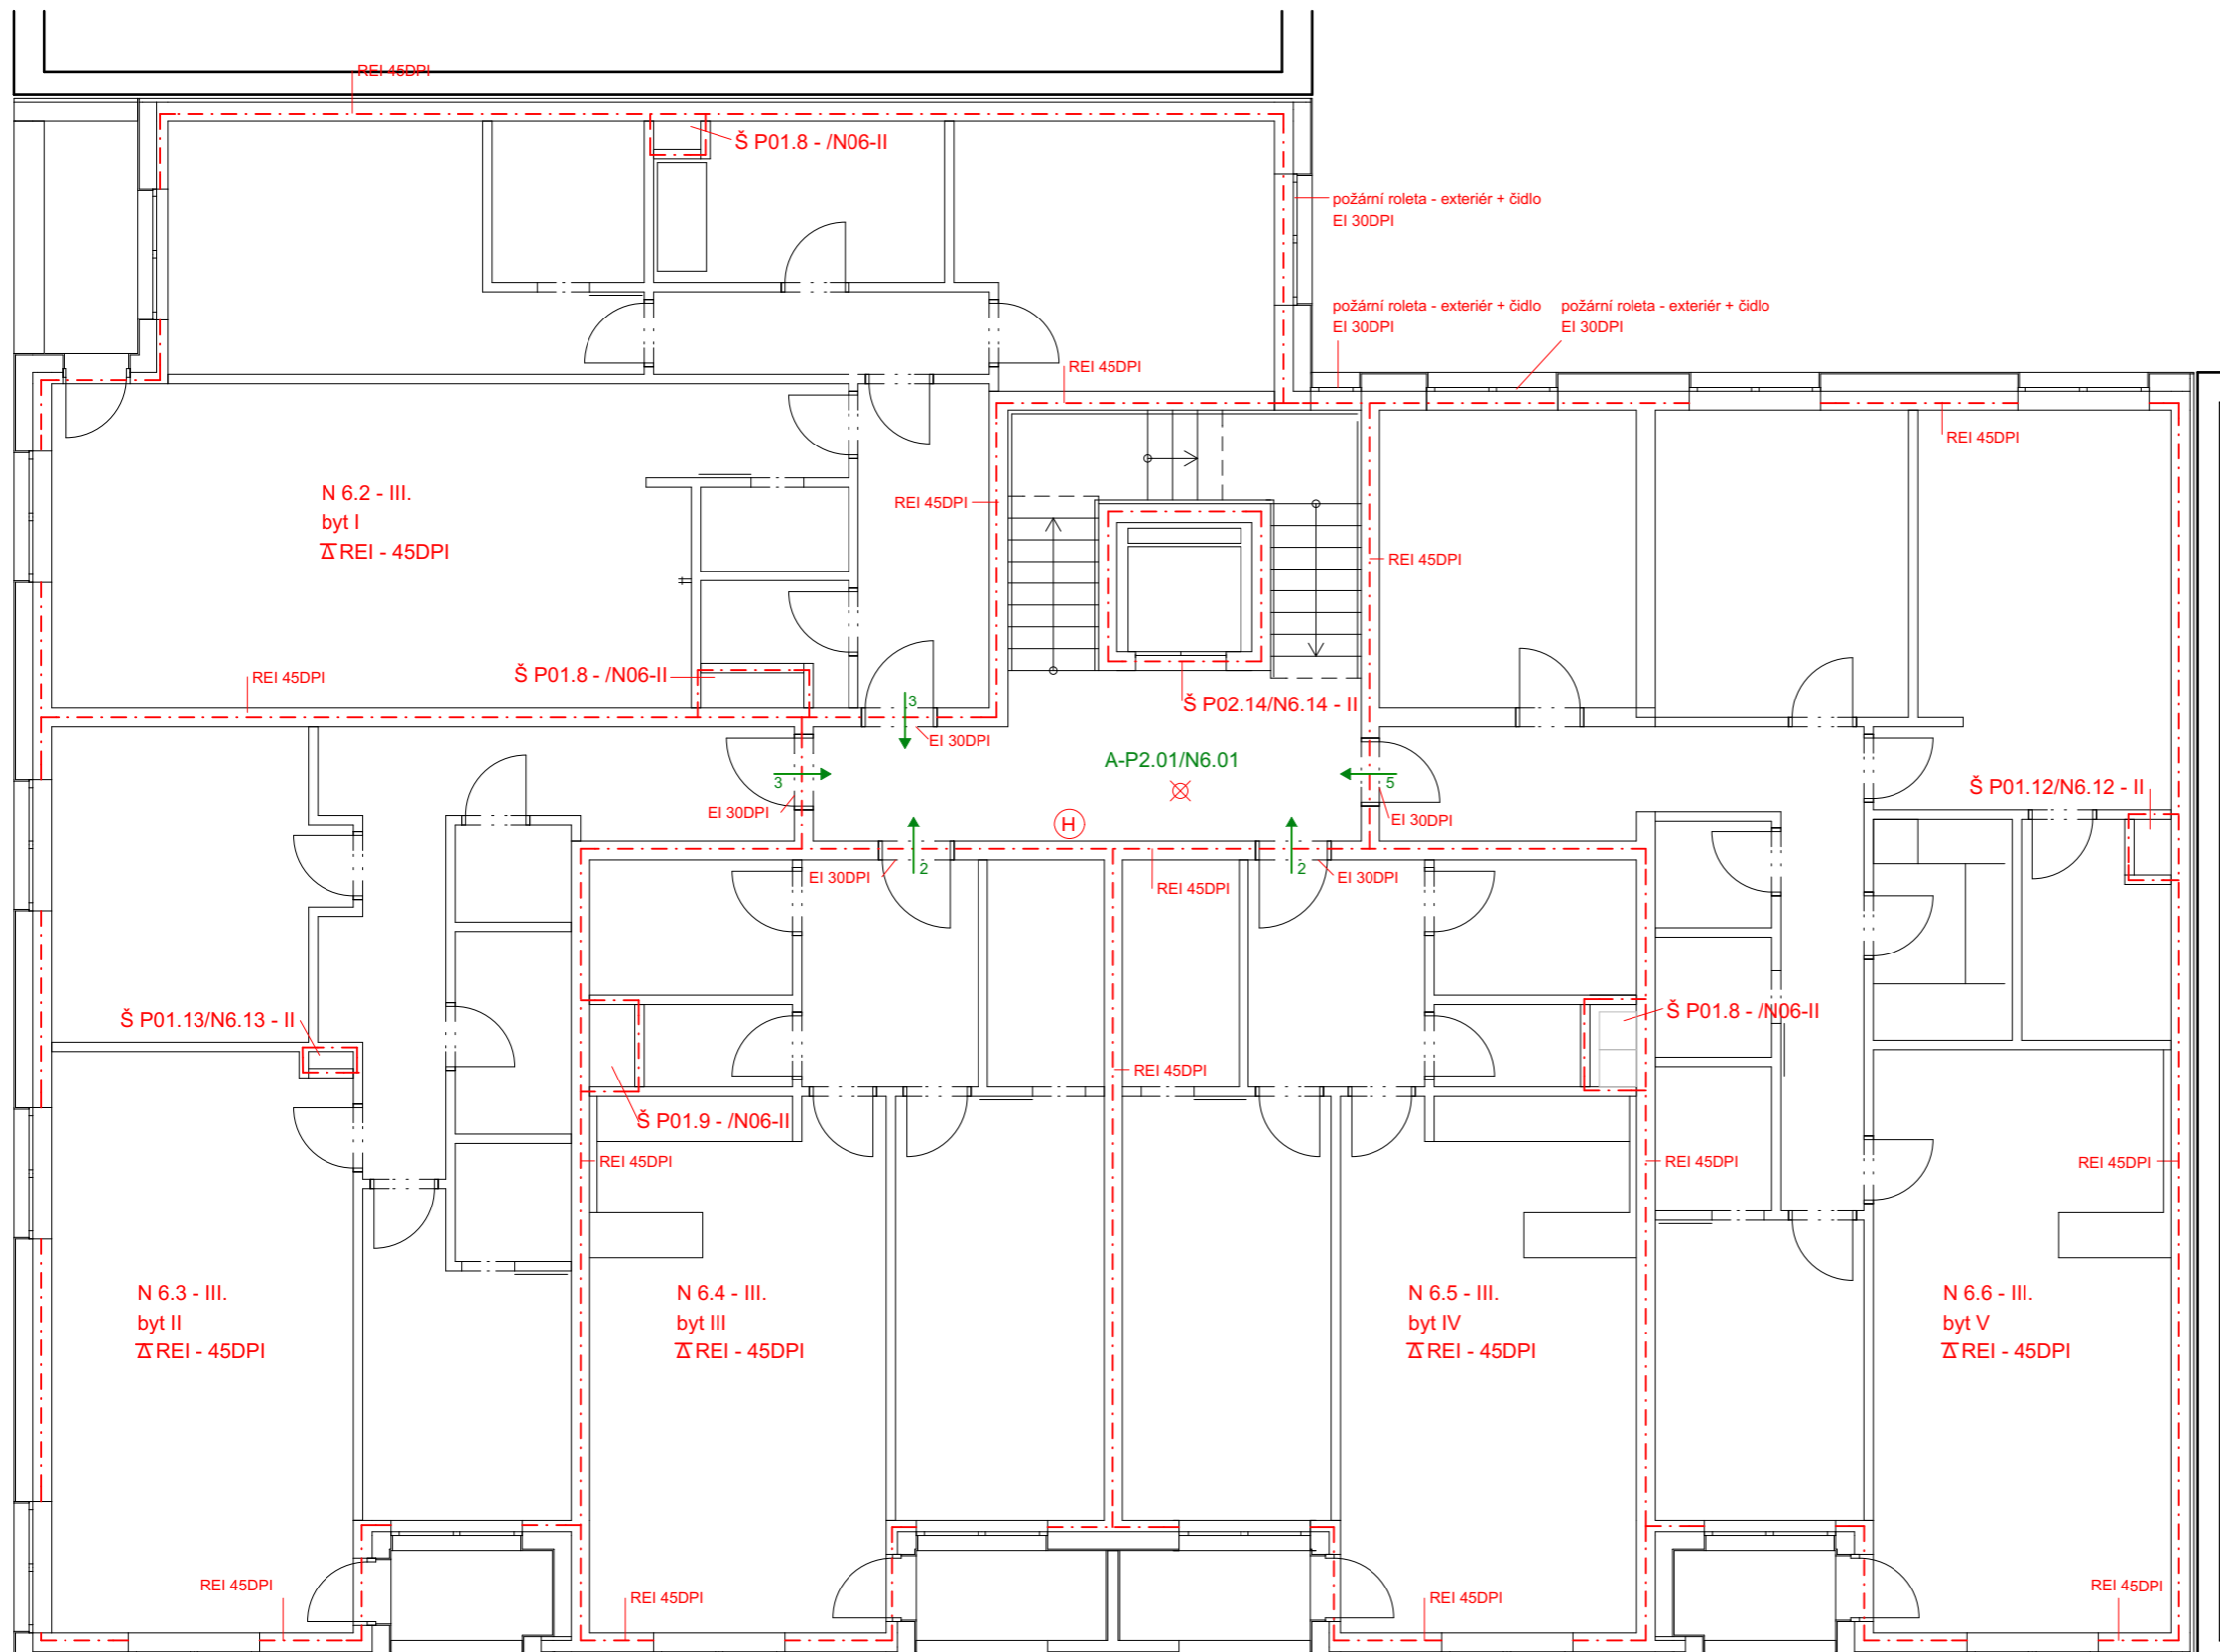 REI 45DPI
Š P01.8 - /N06-II
požární roleta - exteriér + čidlo
EI 30DPI
požární roleta - exteriér + čidlo
EI 30DPI
požární roleta - exteriér + čidlo
EI 30DPI
REI 45DPI
REI 45DPI
N 6.2 - III.
byt I
REI - 45DPI
REI 45DPI
REI 45DPI
REI 45DPI
Š P01.8 - /N06-II
3
Š P02.14/N6.14 - II
EI 30DPI
A-P2.01/N6.01
3
5
Š P01.12/N6.12 - II
EI 30DPI
H
EI 30DPI
2
2
EI 30DPI
EI 30DPI
REI 45DPI
Š P01.13/N6.13 - II
Š P01.8 - /N06-II
REI 45DPI
Š P01.9 - /N06-II
REI 45DPI
REI 45DPI
REI 45DPI
N 6.3 - III.
byt II
REI - 45DPI
N 6.4 - III.
byt III
REI - 45DPI
N 6.5 - III.
byt IV
REI - 45DPI
N 6.6 - III.
byt V
REI - 45DPI
REI 45DPI
REI 45DPI
REI 45DPI
REI 45DPI